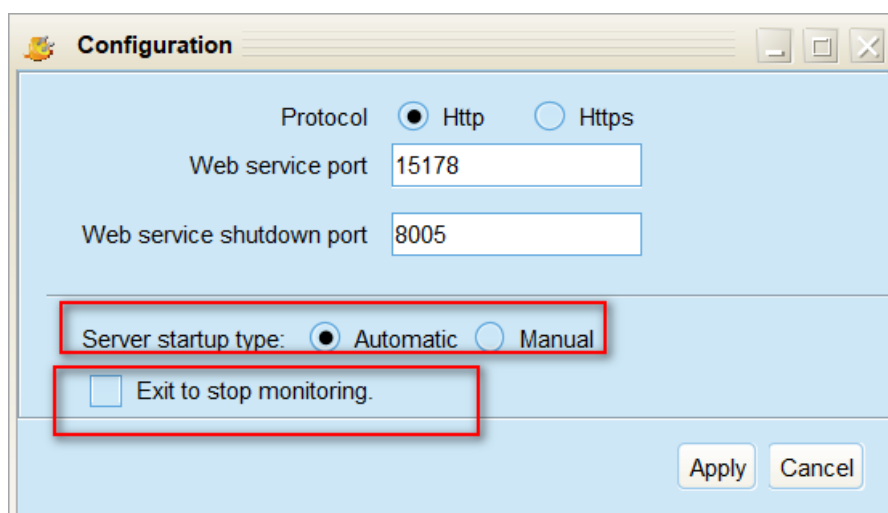 Configuration
Protocol Http Https
Web service port 15178
Web service shutdown port 8005
Server startup type: Automatic Manual
Exit to stop monitoring.
Apply Cancel